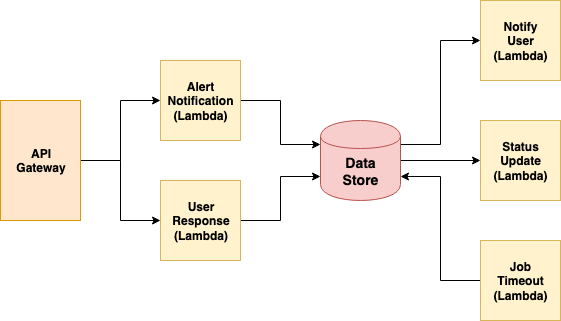 API
Gateway
Alert
Notification
(Lambda)
User
Response
(Lambda)
Data
Store
Notify
User
(Lambda)
Status
Update
(Lambda)
Job
Timeout
(Lambda)